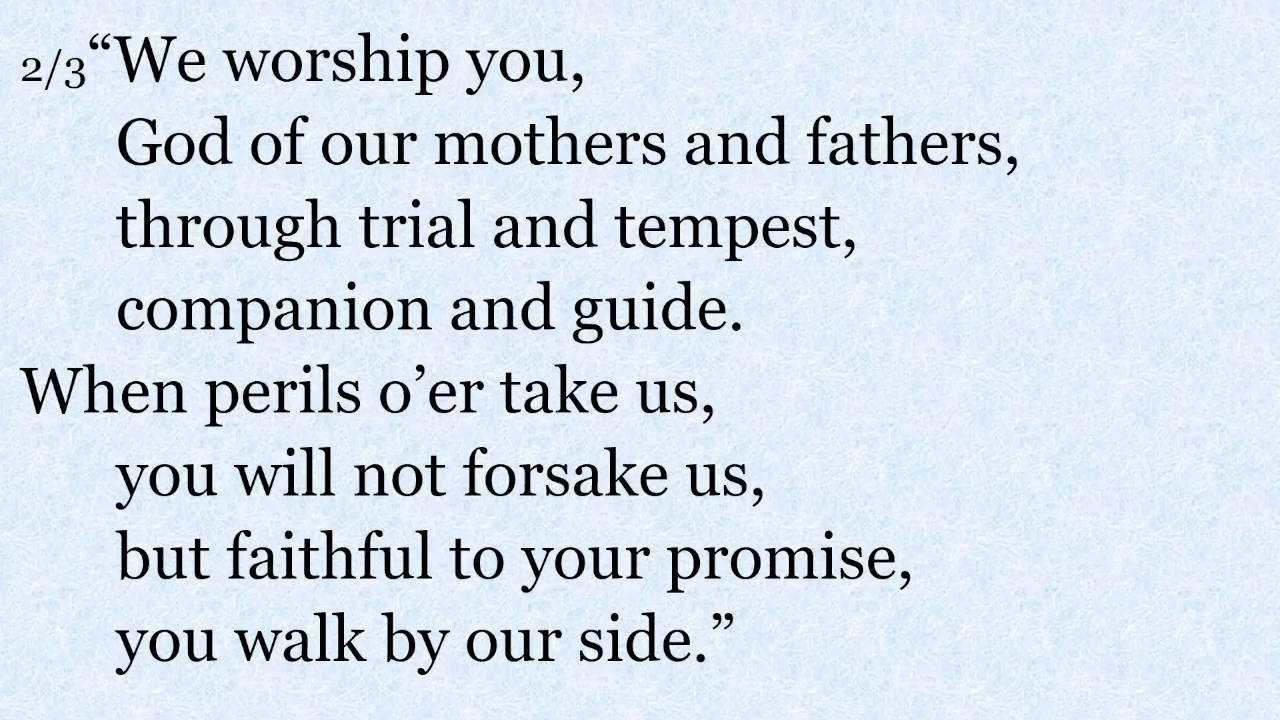 2/3“We worship you,
God of our mothers and fathers,
through trial and tempest,
companion and guide.
When perils o’er take us,
you will not forsake us,
but faithful to your promise,
you walk by our side.”